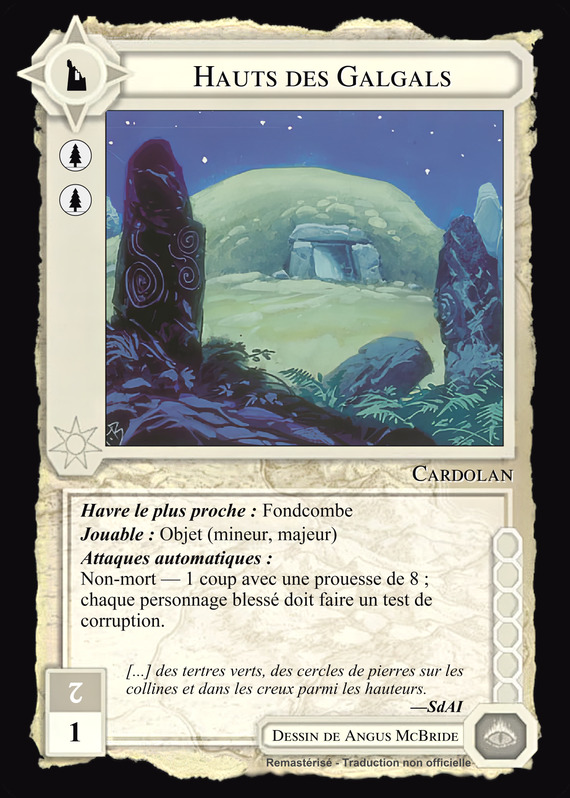 Hauts des Galgals
Cardolan
Havre le plus proche : Fondcombe
Jouable : Objet (mineur, majeur)
Attaques automatiques :
Non-mort — 1 coup avec une prouesse de 8 ;
chaque personnage blessé doit faire un test de
corruption.
[...] des tertres verts, des cercles de pierres sur les
collines et dans les creux parmi les hauteurs.
—SdAI
2
1
Dessin de Angus McBride
Remastérisé - Traduction non officielle